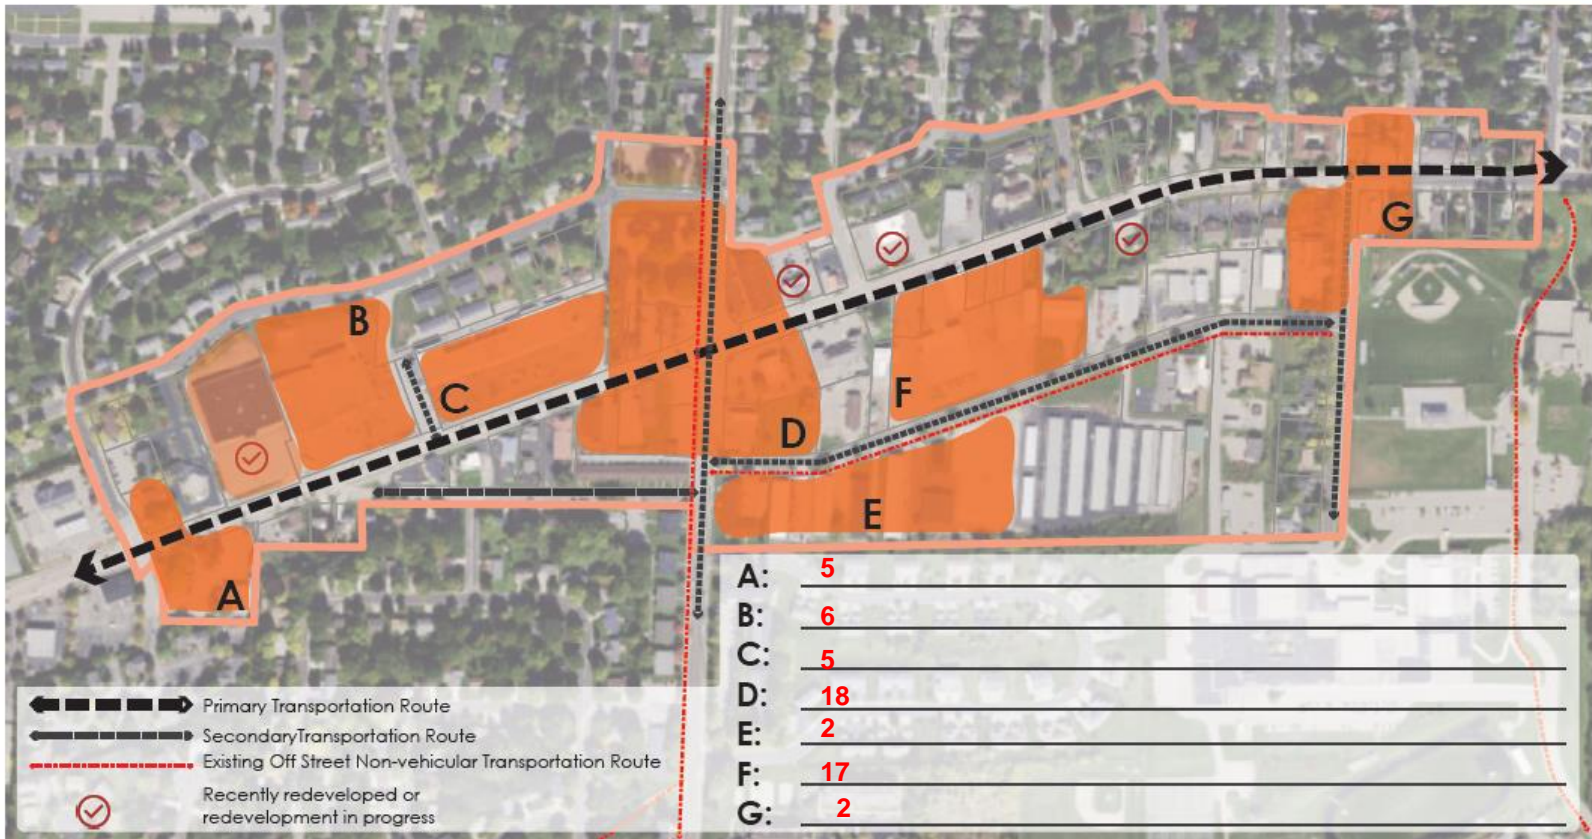 B
G
C
F
D
E
A
A: 5
B: 6
C: 5
D: 18
E: 2
F: 17
G: 2
Primary Transportation Route
SecondaryTransportation Route
Existing Off Street Non-vehicular Transportation Route
Recently redeveloped or
redevelopment in progress